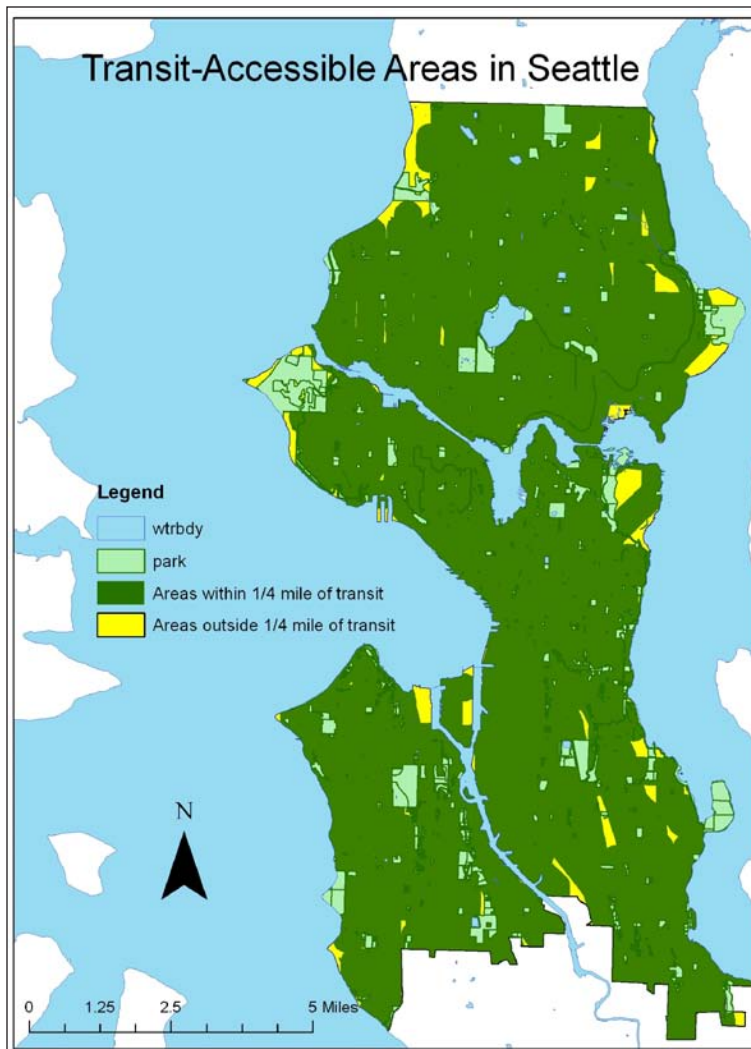 Transit-Accessible Areas in Seattle
Legend
wtrbdy
park
Areas within 1/4 mile of transit
Areas outside 1/4 mile of transit
N
0 1.25 2.5 5 Miles